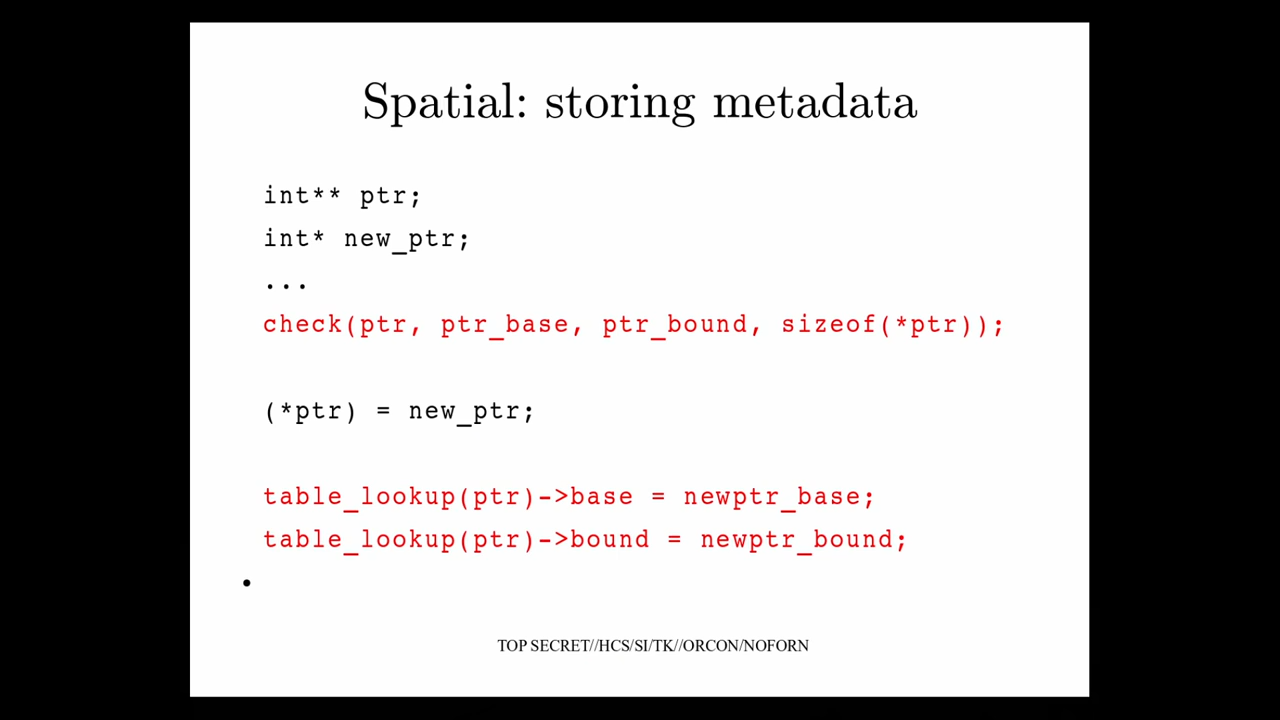 Spatial: storing metadata
int** ptr;
int* new_ptr;
...
check(ptr, ptr_base, ptr_bound, sizeof(*ptr));
(*ptr) = new_ptr;
table_lookup(ptr)->base = newptr_base;
table_lookup(ptr)->bound = newptr_bound;
•
TOP SECRET//HCS/SI/TK//ORCON/NOFORN